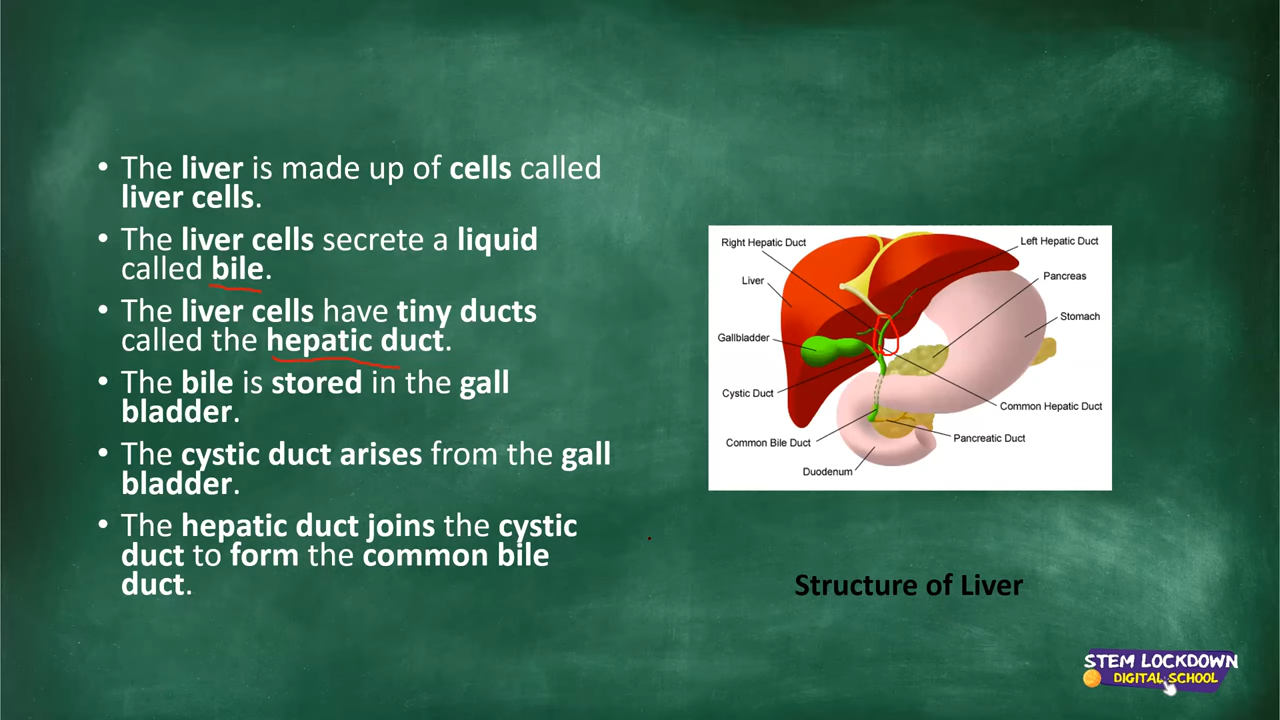 • The liver is made up of cells called
liver cells.
• The liver cells secrete a liquid
called bile.
• The liver cells have tiny ducts
called the hepatic duct.
• The bile is stored in the gall
bladder.
• The cystic duct arises from the gall
bladder.
• The hepatic duct joins the cystic
duct to form the common bile
duct.
Right Hepatic Duct
Left Hepatic Duct
Liver
Pancreas
Stomach
Gallbladder
Cystic Duct
Common Hepatic Duct
Common Bile Duct
Pancreatic Duct
Duodenum
Structure of Liver
STEM LOCKDOWN
DIGITAL SCHOOL